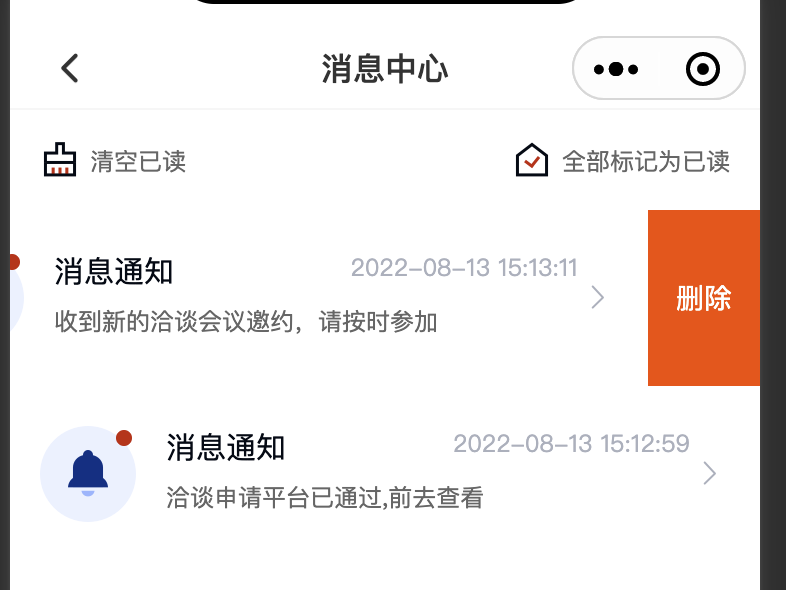 消息中心
清空已读
全部标记为已读
消息通知
2022-08-13 15:13:11
收到新的洽谈会议邀约，请按时参加
删除
消息通知
2022-08-13 15:12:59
洽谈申请平台已通过,前去查看